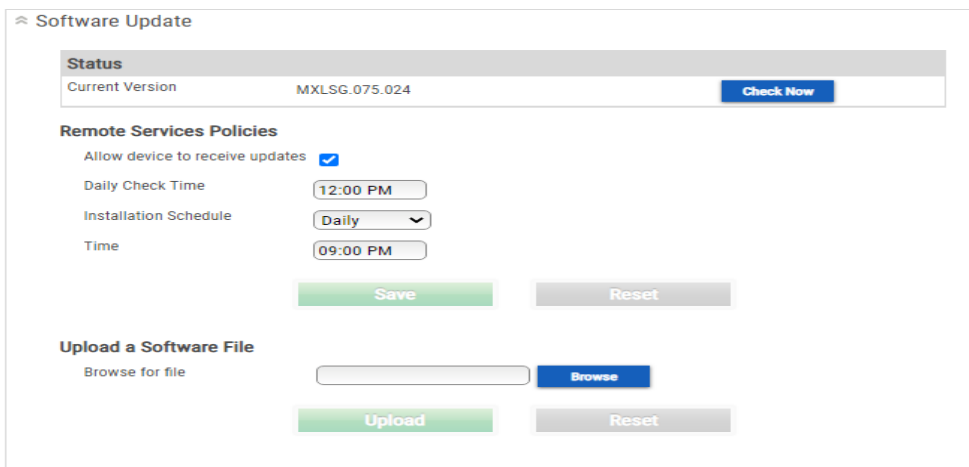 Software Update
Status
Current Version MXLSG.075.024 Check Now
Remote Services Policies
Allow device to receive updates
Daily Check Time 12:00 PM
Installation Schedule Daily
Time 09:00 PM
Save Reset
Upload a Software File
Browse for file Browse
Upload Reset